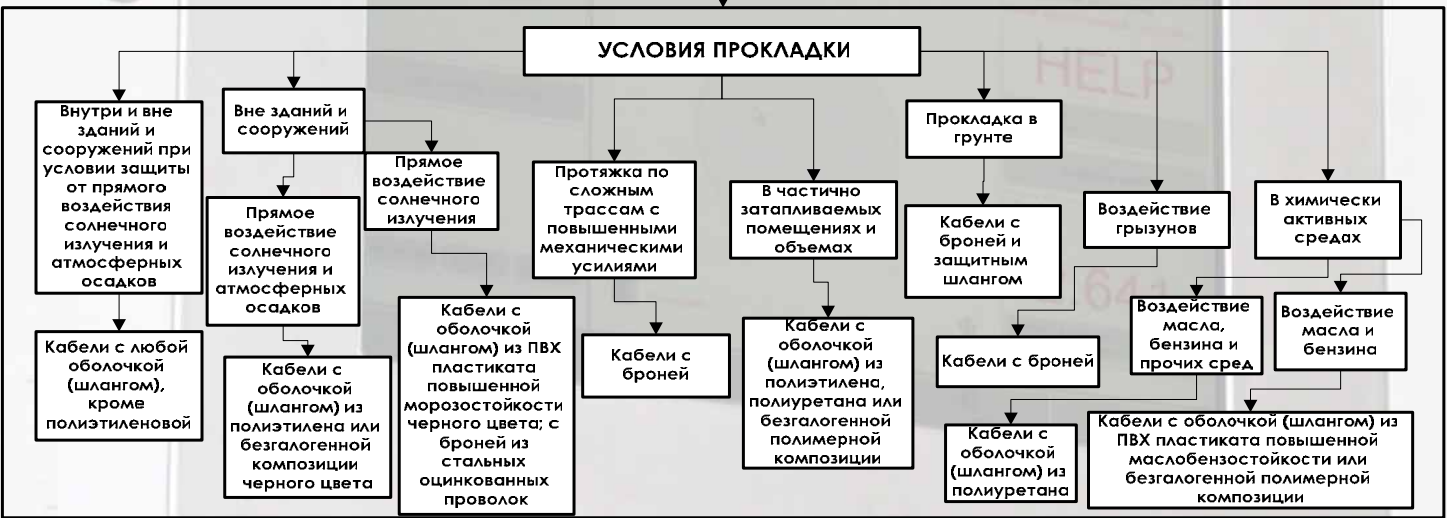 УСЛОВИЯ ПРОКЛАДКИ
HELP
Внутри и вне
зданий и
сооружений при
условии защиты
от прямого
воздействия
солнечного
излучения и
атмосферных
осадков
Кабели с любой
оболочкой
(шлангом),
кроме
полиэтиленовой
Вне зданий и
сооружений
Прямое
воздействие
солнечного
излучения и
атмосферных
осадков
Кабели с
оболочкой
(шлангом) из
полиэтилена или
безгалогенной
композиции
черного цвета
Прямое
воздействие
солнечного
излучения
Кабели с
оболочкой
(шлангом) из ПВХ
пластиката
повышенной
морозостойкости
черного цвета; с
броней из
стальных
оцинкованных
проволок
Протяжка по
сложным
трассам с
повышенными
механическими
усилиями
Кабели с
броней
В частично
затапливаемых
помещениях и
объемах
Кабели с
оболочкой
(шлангом) из
полиэтилена,
полиуретана или
безгалогенной
полимерной
композиции
Прокладка в
грунте
Кабели с
броней и
защитным
шлангом
Воздействие
грызунов
Кабели с броней
В химически
активных
средах
Воздействие
масла,
бензина и
прочих сред
Кабели с
оболочкой
(шлангом) из
полиуретана
Воздействие
масла и
бензина
Кабели с оболочкой (шлангом) из
ПВХ пластиката повышенной
маслобензостойкости или
безгалогенной полимерной
композиции